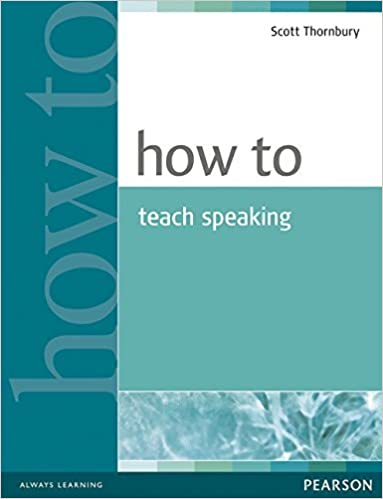 Scott Thornbury
how to
how to
teach speaking
ALWAYS LEARNING
PEARSON